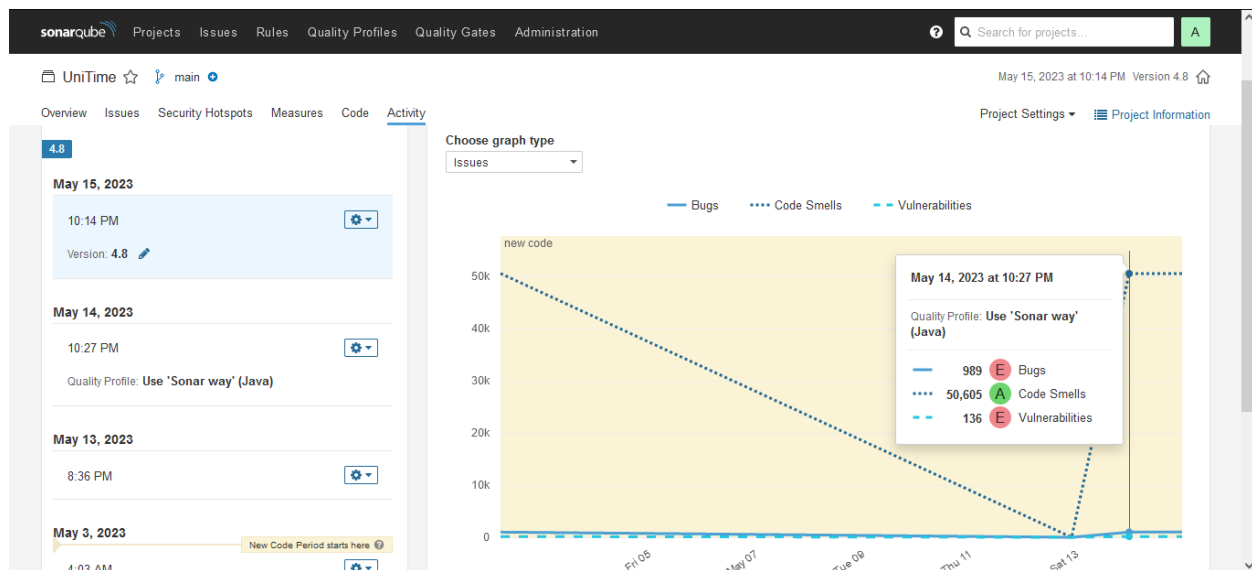 sonarqube Projects Issues Rules Quality Profiles Quality Gates Administration ? Search for projects... A
UniTime main May 15, 2023 at 10:14 PM Version 4.8
Overview Issues Security Hotspots Measures Code Activity Project Settings Project Information
4.8
May 15, 2023
10:14 PM
Version: 4.8
May 14, 2023
10:27 PM
Quality Profile: Use 'Sonar way' (Java)
May 13, 2023
8:36 PM
May 3, 2023
New Code Period starts here ?
4:03 AM
Choose graph type
Issues
Bugs Code Smells Vulnerabilities
new code
50k
40k
30k
20k
10k
0
Fri 05 May 07 Tue 09 Thu 11 Sat 13
May 14, 2023 at 10:27 PM
Quality Profile: Use 'Sonar way'
(Java)
989 E Bugs
50,605 A Code Smells
136 E Vulnerabilities